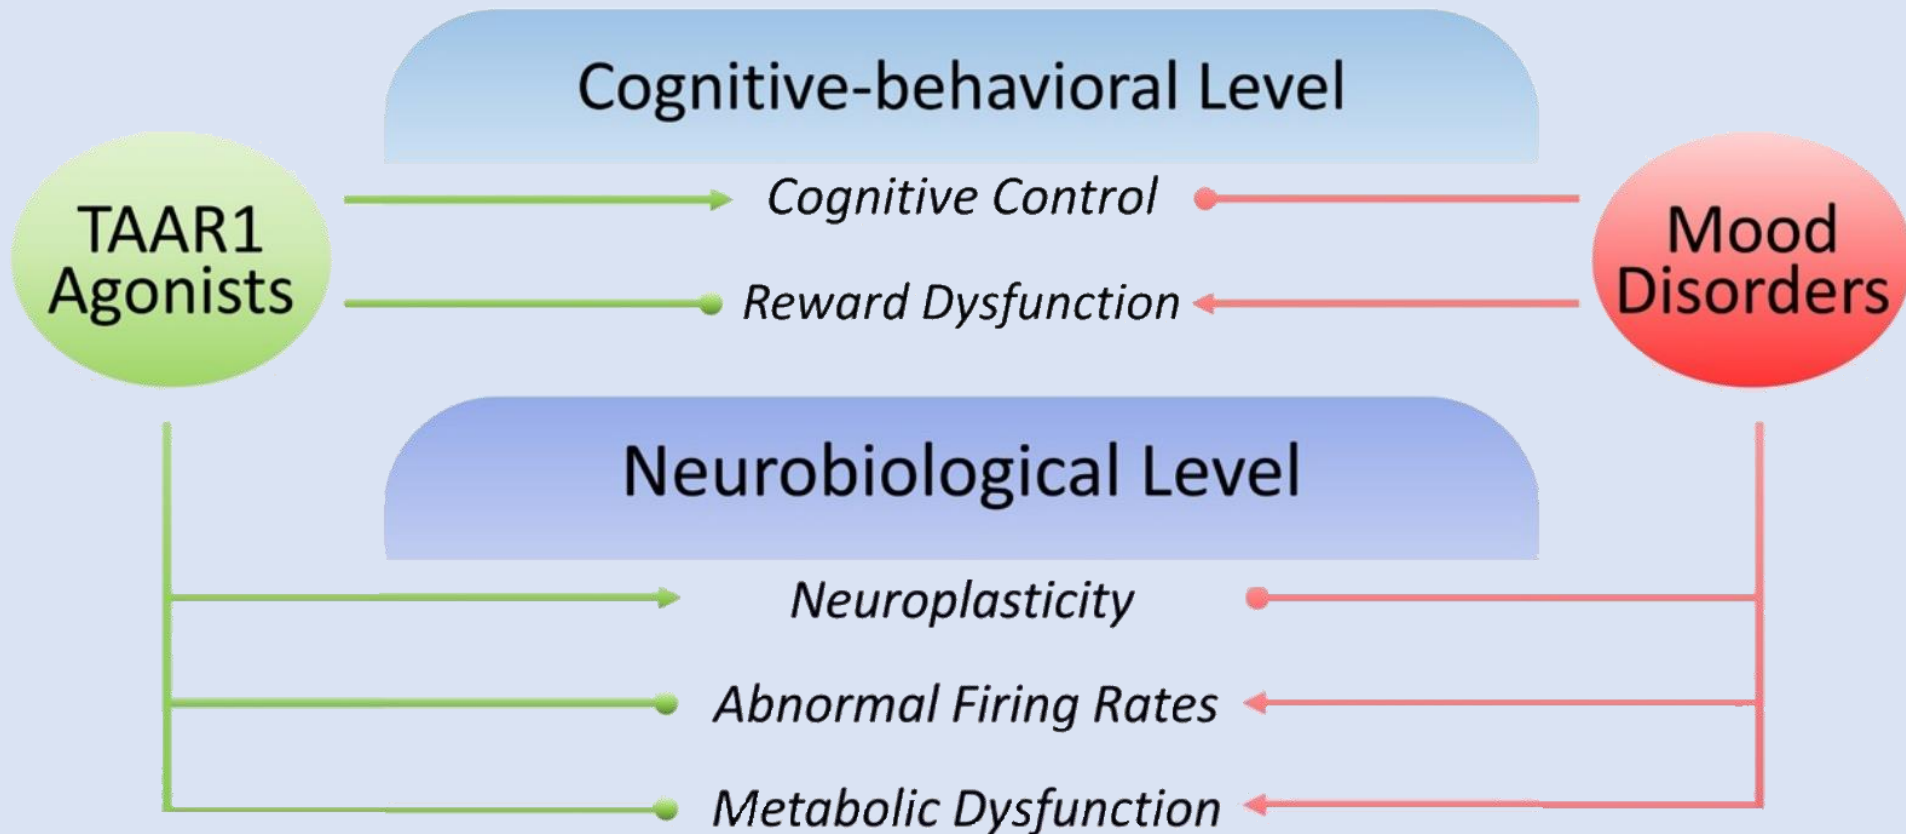 Cognitive-behavioral Level
TAAR1
Agonists
Cognitive Control
Reward Dysfunction
Mood
Disorders
Neurobiological Level
Neuroplasticity
Abnormal Firing Rates
Metabolic Dysfunction